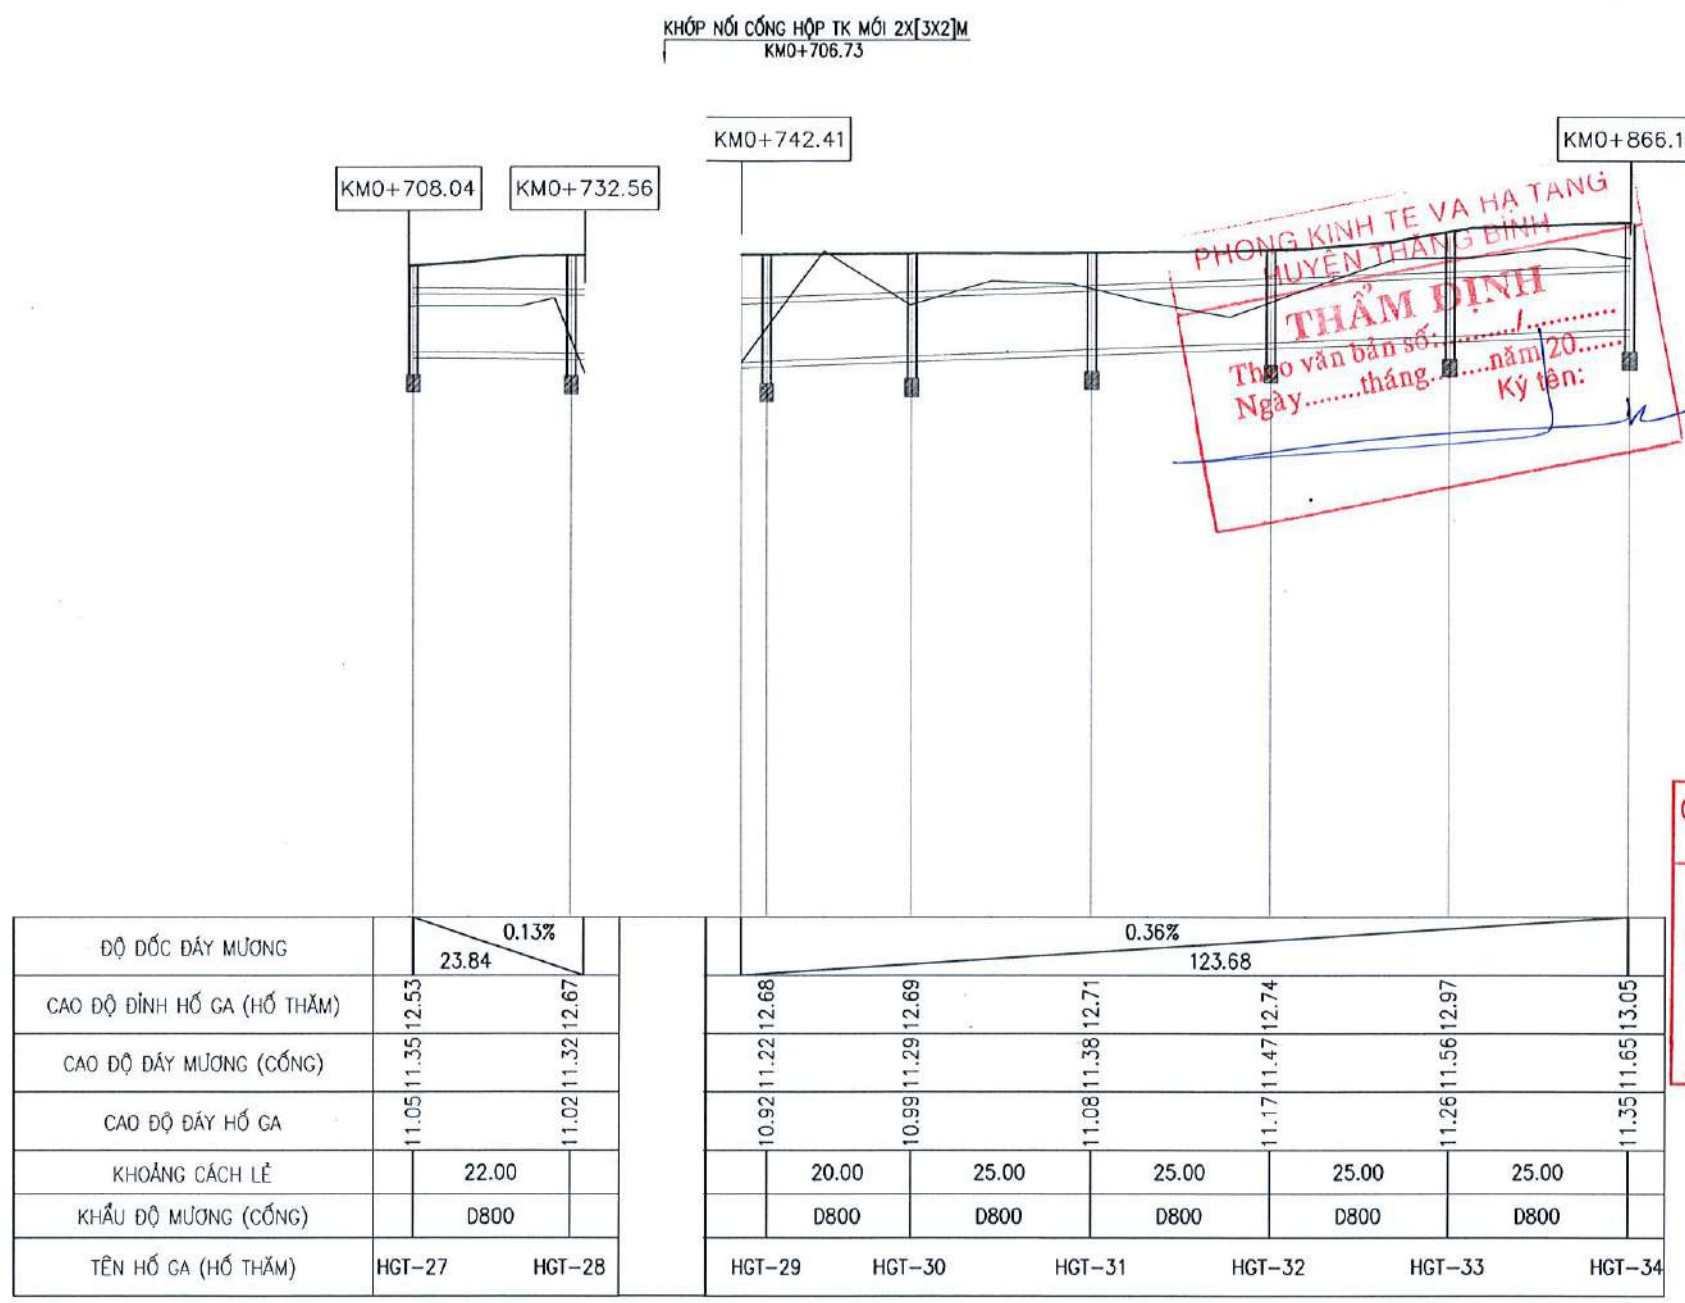 KHỚP NỐI CỐNG HỘP TK MỚI 2X[3X2]M
KM0+706.73
KM0+742.41
KM0+866.1
KM0+708.04
KM0+732.56
PHONG KINH TE VA HẠ TANG
HUYỆN THĂNG BÌNH
THẨM ĐỊNH
Theo văn bản số:........../............
Ngày........tháng........năm 20......
Ký tên:
ĐỘ DỐC ĐÁY MƯƠNG
0.13%
23.84
0.36%
123.68
CAO ĐỘ ĐỈNH HỐ GA (HỐ THĂM) 12.53 12.67 12.68 12.69 12.71 12.74 12.97 13.05
CAO ĐỘ ĐÁY MƯƠNG (CỐNG) 11.35 11.32 11.22 11.29 11.38 11.47 11.56 11.65
CAO ĐỘ ĐÁY HỐ GA 11.05 11.02 10.92 10.99 11.08 11.17 11.26 11.35
KHOẢNG CÁCH LẺ 22.00 20.00 25.00 25.00 25.00 25.00
KHẨU ĐỘ MƯƠNG (CỐNG) D800 D800 D800 D800 D800 D800
TÊN HỐ GA (HỐ THĂM) HGT-27 HGT-28 HGT-29 HGT-30 HGT-31 HGT-32 HGT-33 HGT-34